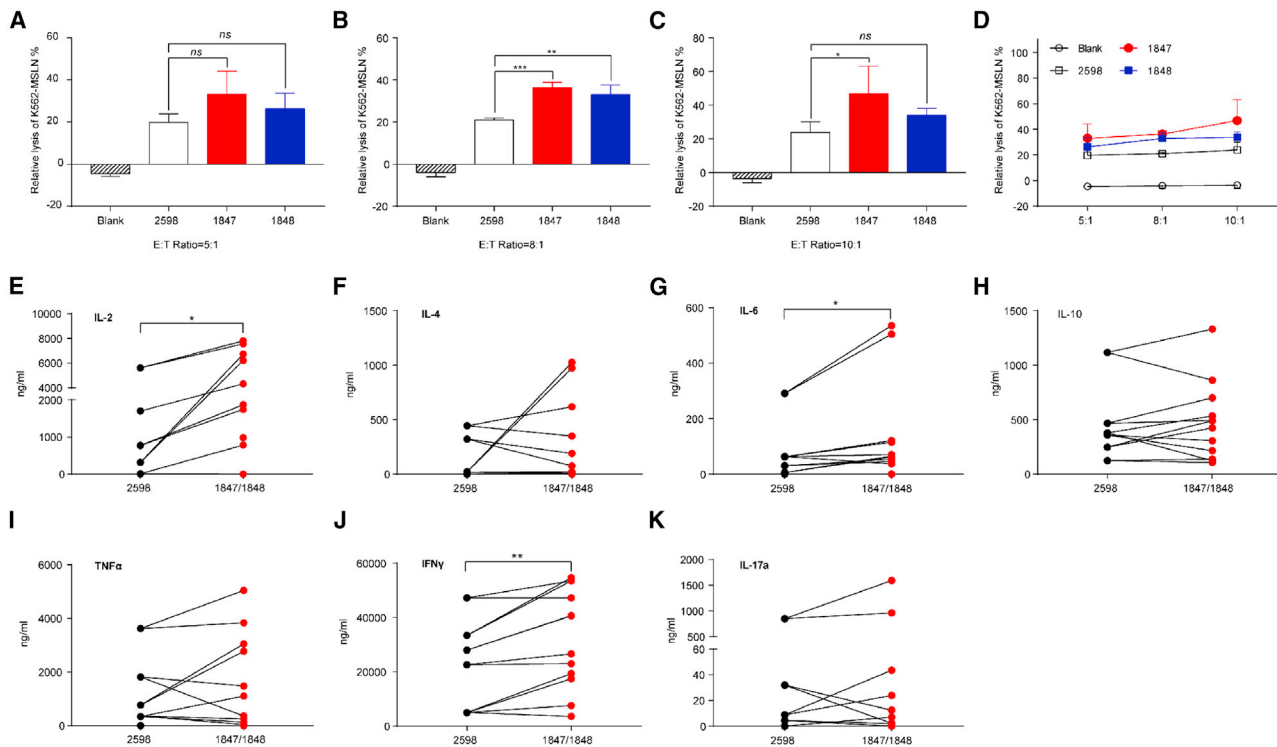 A
Relative lysis of K562-MSLN %
60
40
20
0
-20
ns
ns
Blank
2598
1847
1848
E:T Ratio=5:1
B
Relative lysis of K562-MSLN %
60
40
20
0
-20
**
***
Blank
2598
1847
1848
E:T Ratio=8:1
C
Relative lysis of K562-MSLN %
80
60
40
20
0
-20
ns
*
Blank
2598
1847
1848
E:T Ratio=10:1
D
Relative lysis of K562-MSLN %
100
80
60
40
20
0
-20
Blank
1847
2598
1848
5:1
8:1
10:1
E
IL-2
ng/ml
10000
8000
6000
4000
2000
1000
0
*
2598
1847/1848
F
IL-4
ng/ml
1500
1000
500
0
2598
1847/1848
G
IL-6
ng/ml
600
400
200
0
*
2598
1847/1848
H
IL-10
ng/ml
1500
1000
500
0
2598
1847/1848
I
TNFα
ng/ml
6000
4000
2000
0
2598
1847/1848
J
IFNγ
ng/ml
60000
40000
20000
0
**
2598
1847/1848
K
IL-17a
ng/ml
2000
1500
1000
500
60
40
20
0
2598
1847/1848